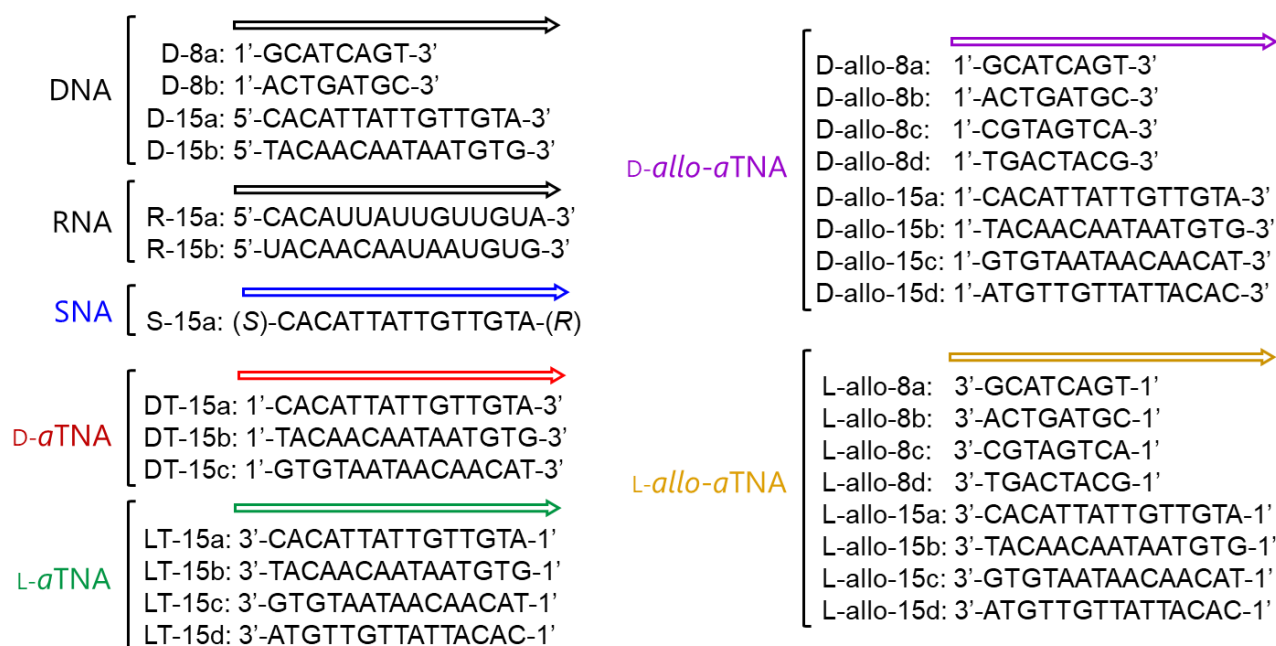 DNA
D-8a: 1’-GCATCAGT-3’
D-8b: 1’-ACTGATGC-3’
D-15a: 5’-CACATTATTGTTGTA-3’
D-15b: 5’-TACAACAATAATGTG-3’
RNA
R-15a: 5’-CACAUUAUUGUUGUA-3’
R-15b: 5’-UACAACAAUAAUGUG-3’
SNA
S-15a: (S)-CACATTATTGTTGTA-(R)
D-aTNA
DT-15a: 1’-CACATTATTGTTGTA-3’
DT-15b: 1’-TACAACAATAATGTG-3’
DT-15c: 1’-GTGTAATAACAACAT-3’
L-aTNA
LT-15a: 3’-CACATTATTGTTGTA-1’
LT-15b: 3’-TACAACAATAATGTG-1’
LT-15c: 3’-GTGTAATAACAACAT-1’
LT-15d: 3’-ATGTTGTTATTACAC-1’
D-allo-aTNA
D-allo-8a: 1’-GCATCAGT-3’
D-allo-8b: 1’-ACTGATGC-3’
D-allo-8c: 1’-CGTAGTCA-3’
D-allo-8d: 1’-TGACTACG-3’
D-allo-15a: 1’-CACATTATTGTTGTA-3’
D-allo-15b: 1’-TACAACAATAATGTG-3’
D-allo-15c: 1’-GTGTAATAACAACAT-3’
D-allo-15d: 1’-ATGTTGTTATTACAC-3’
L-allo-aTNA
L-allo-8a: 3’-GCATCAGT-1’
L-allo-8b: 3’-ACTGATGC-1’
L-allo-8c: 3’-CGTAGTCA-1’
L-allo-8d: 3’-TGACTACG-1’
L-allo-15a: 3’-CACATTATTGTTGTA-1’
L-allo-15b: 3’-TACAACAATAATGTG-1’
L-allo-15c: 3’-GTGTAATAACAACAT-1’
L-allo-15d: 3’-ATGTTGTTATTACAC-1’